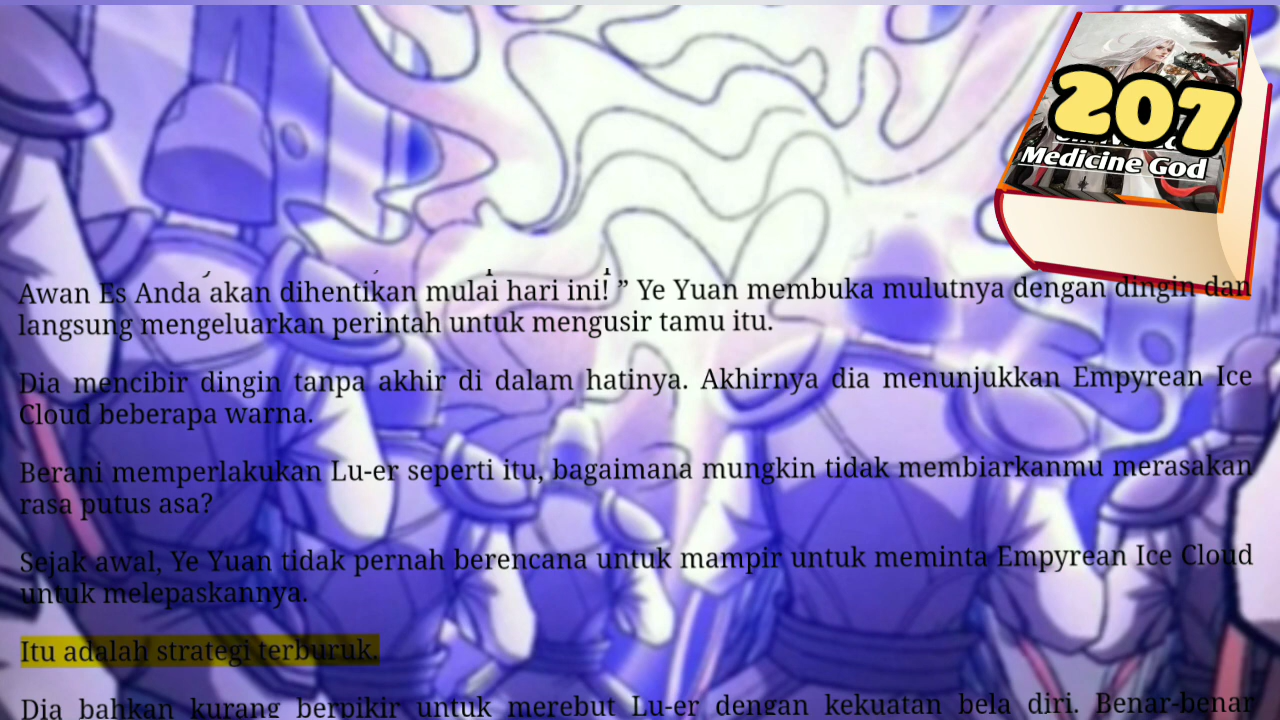 207
Medicine God
Awan Es Anda akan dihentikan mulai hari ini! ” Ye Yuan membuka mulutnya dengan dingin dan
langsung mengeluarkan perintah untuk mengusir tamu itu.
Dia mencibir dingin tanpa akhir di dalam hatinya. Akhirnya dia menunjukkan Empyrean Ice
Cloud beberapa warna.
Berani memperlakukan Lu-er seperti itu, bagaimana mungkin tidak membiarkanmu merasakan
rasa putus asa?
Sejak awal, Ye Yuan tidak pernah berencana untuk mampir untuk meminta Empyrean Ice Cloud
untuk melepaskannya.
Itu adalah strategi terburuk.
Dia bahkan kurang berpikir untuk merebut Lu-er dengan kekuatan bela diri. Benar-benar